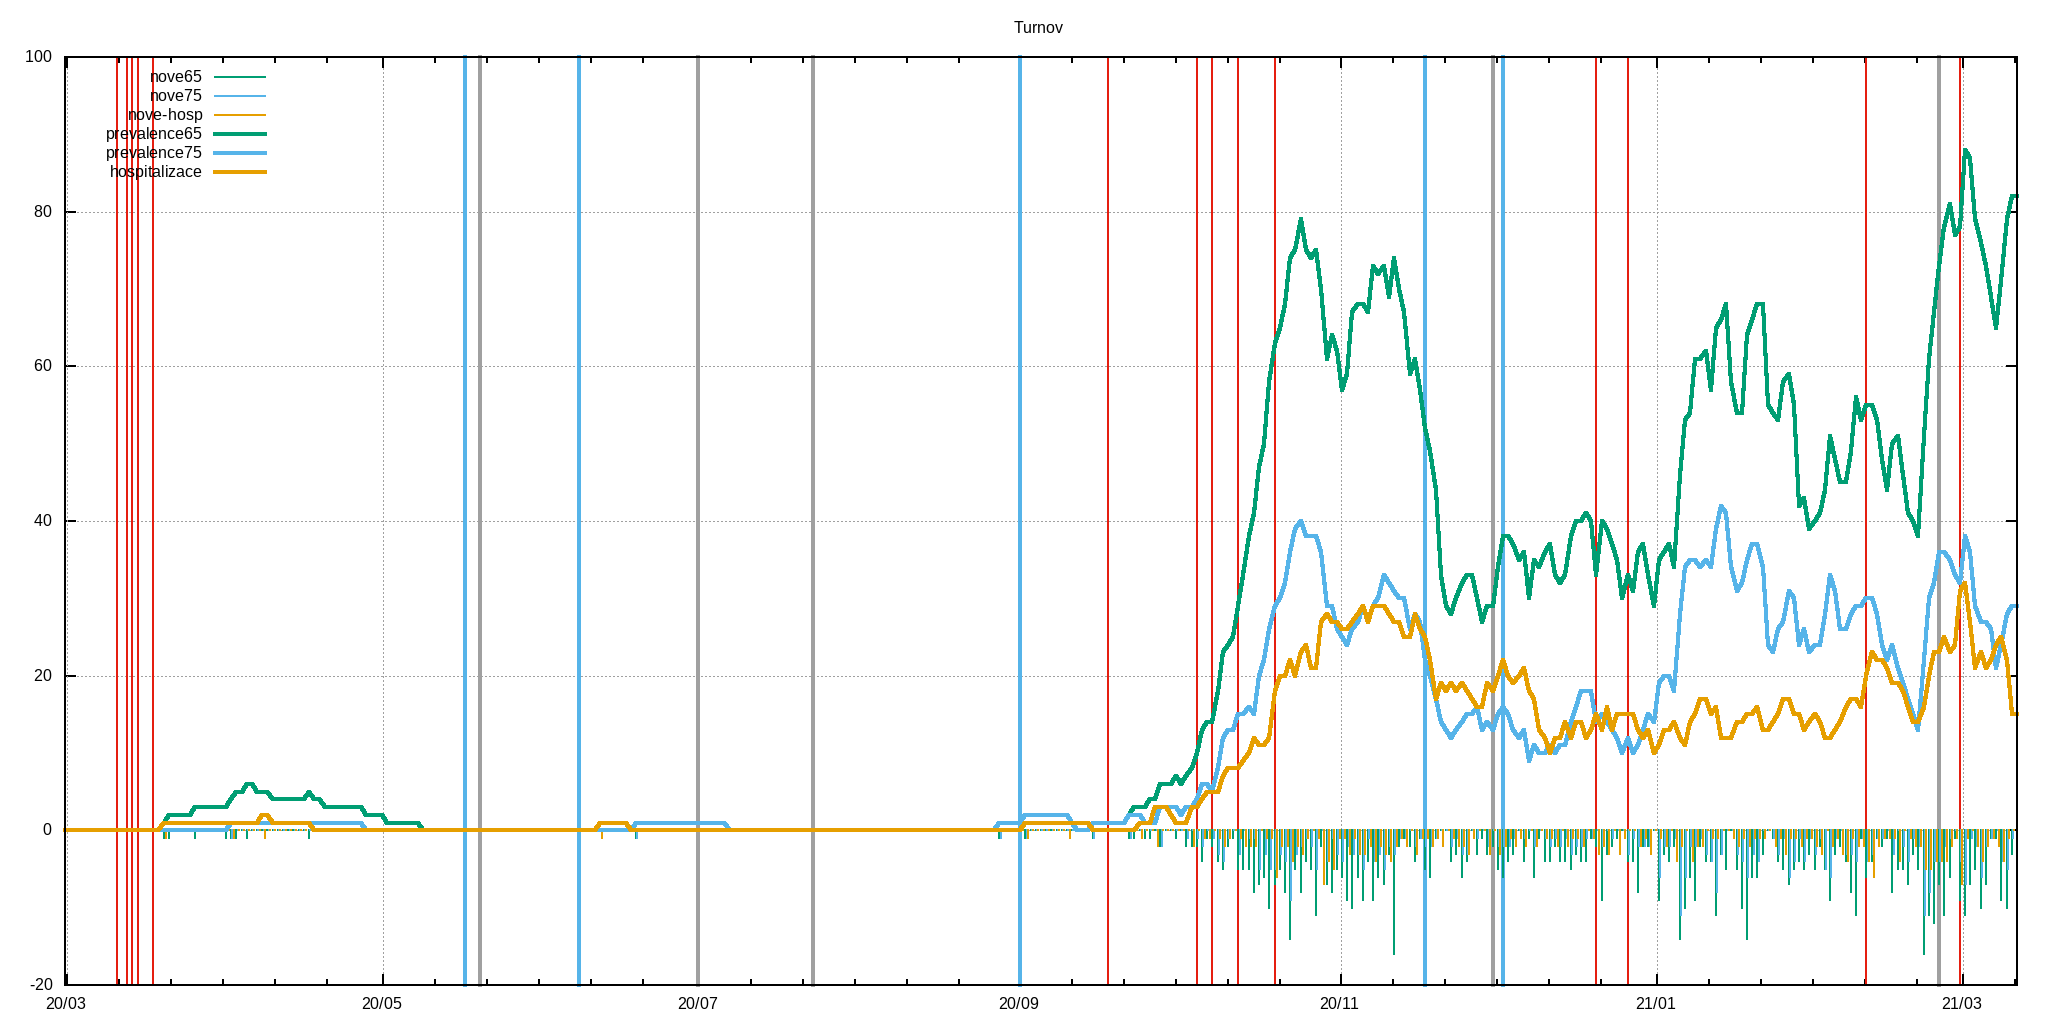 Turnov
100
80
60
40
20
0
-20
nove65
nove75
nove-hosp
prevalence65
prevalence75
hospitalizace
20/03 20/05 20/07 20/09 20/11 21/01 21/03